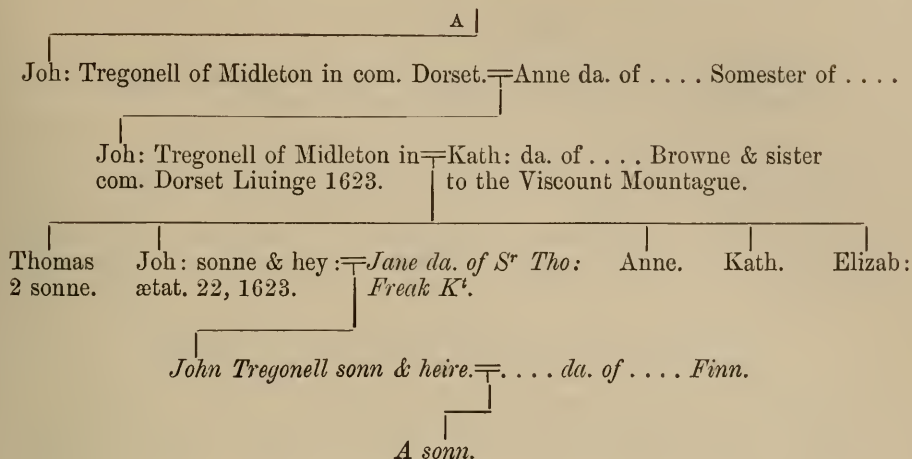 A
Joh: Tregonell of Midleton in com. Dorset.=Anne da. of . . . . Somester of . . . .
Joh: Tregonell of Midleton in=Kath: da. of . . . . Browne & sister
com. Dorset Liuinge 1623. to the Viscount Mountague.
Thomas Joh: sonne & hey :=Jane da. of Sʳ Tho: Anne. Kath. Elizab:
2 sonne. ætat. 22, 1623. Freak Kᵗ.
John Tregonell sonn & heire.=. . . . da. of . . . . Finn.
A sonn.